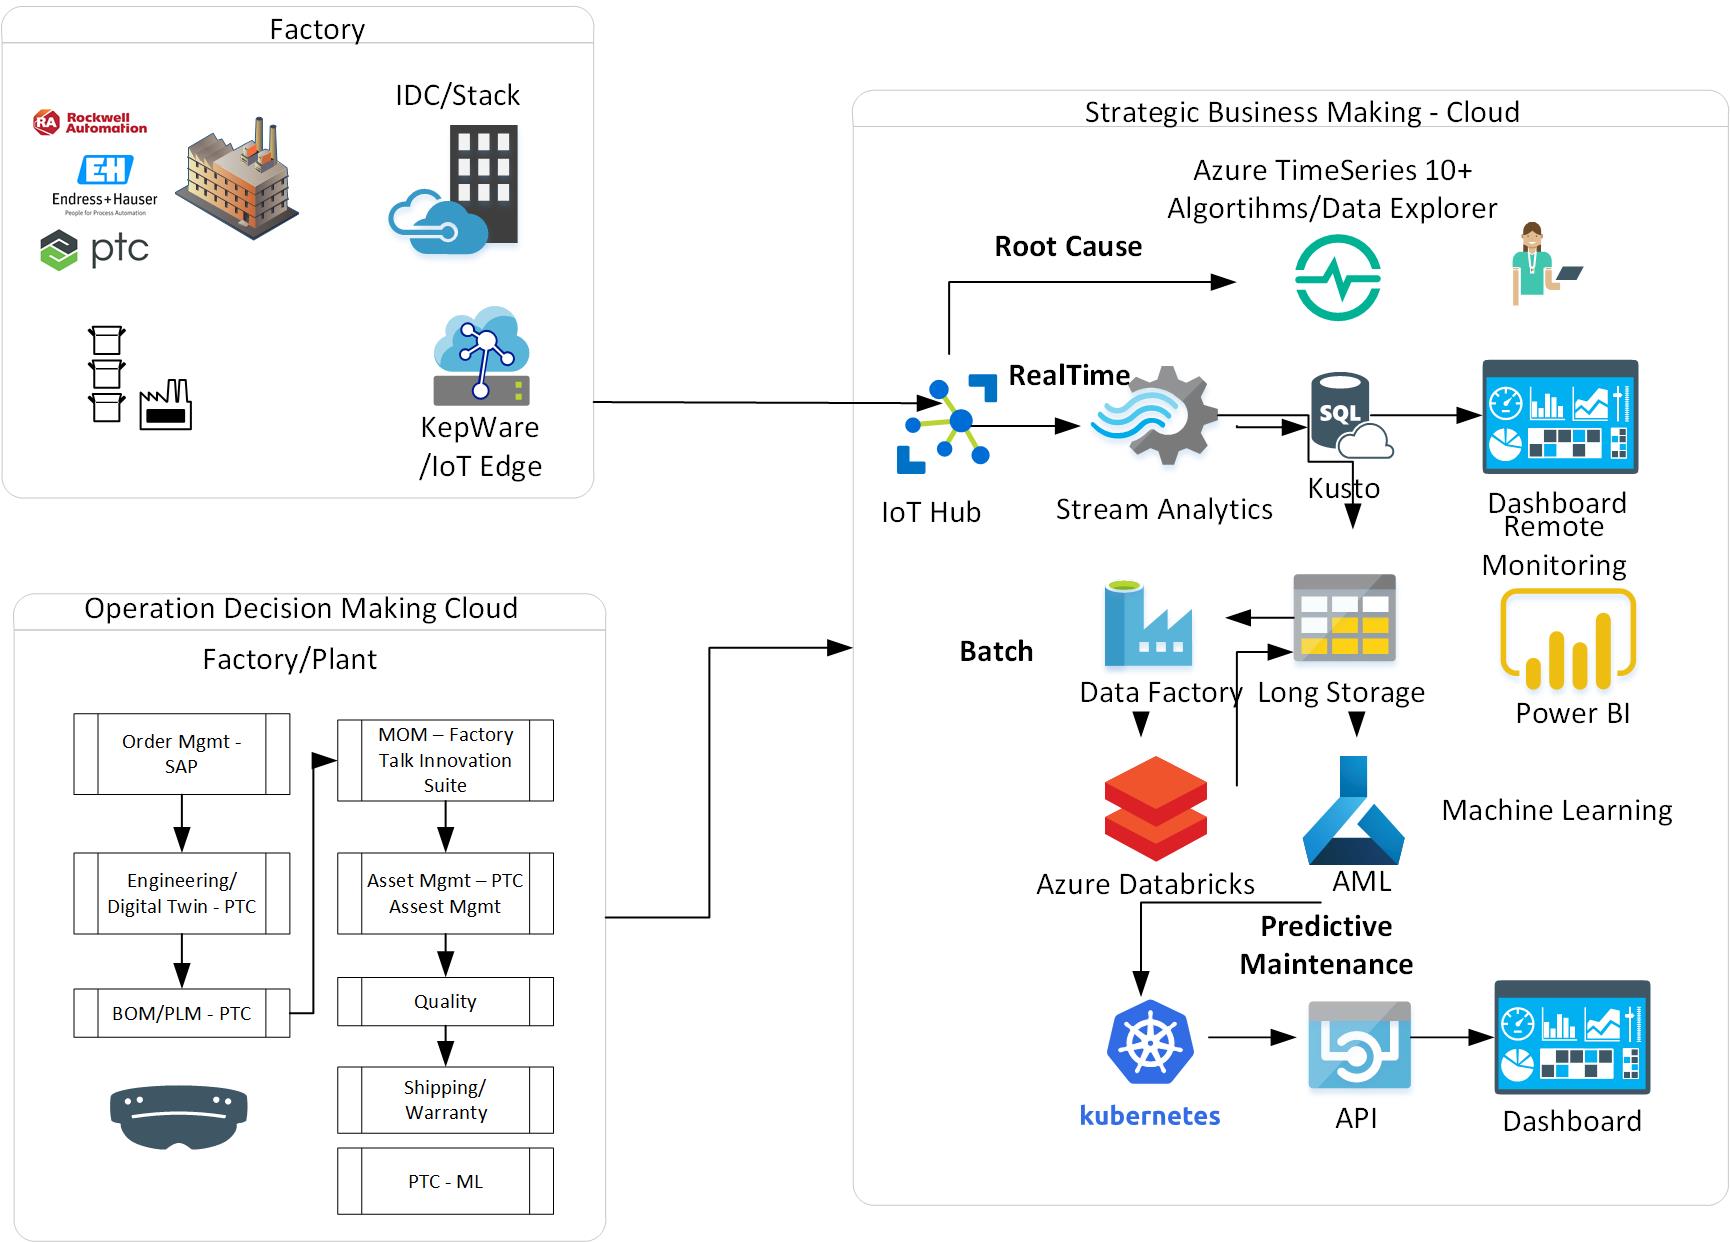 Factory
IDC/Stack
RA
Rockwell
Automation
EH
Endress+Hauser
People for Process Automation
ptc
KepWare
/IoT Edge
Operation Decision Making Cloud
Factory/Plant
Order Mgmt -
SAP
Engineering/
Digital Twin - PTC
BOM/PLM - PTC
MOM – Factory
Talk Innovation
Suite
Asset Mgmt – PTC
Assest Mgmt
Quality
Shipping/
Warranty
PTC - ML
Strategic Business Making - Cloud
Azure TimeSeries 10+
Algortihms/Data Explorer
Root Cause
RealTime
IoT Hub
Stream Analytics
SQL
Kusto
Dashboard
Remote
Monitoring
Batch
Data Factory
Long Storage
Power BI
Azure Databricks
AML
Machine Learning
Predictive
Maintenance
kubernetes
API
Dashboard